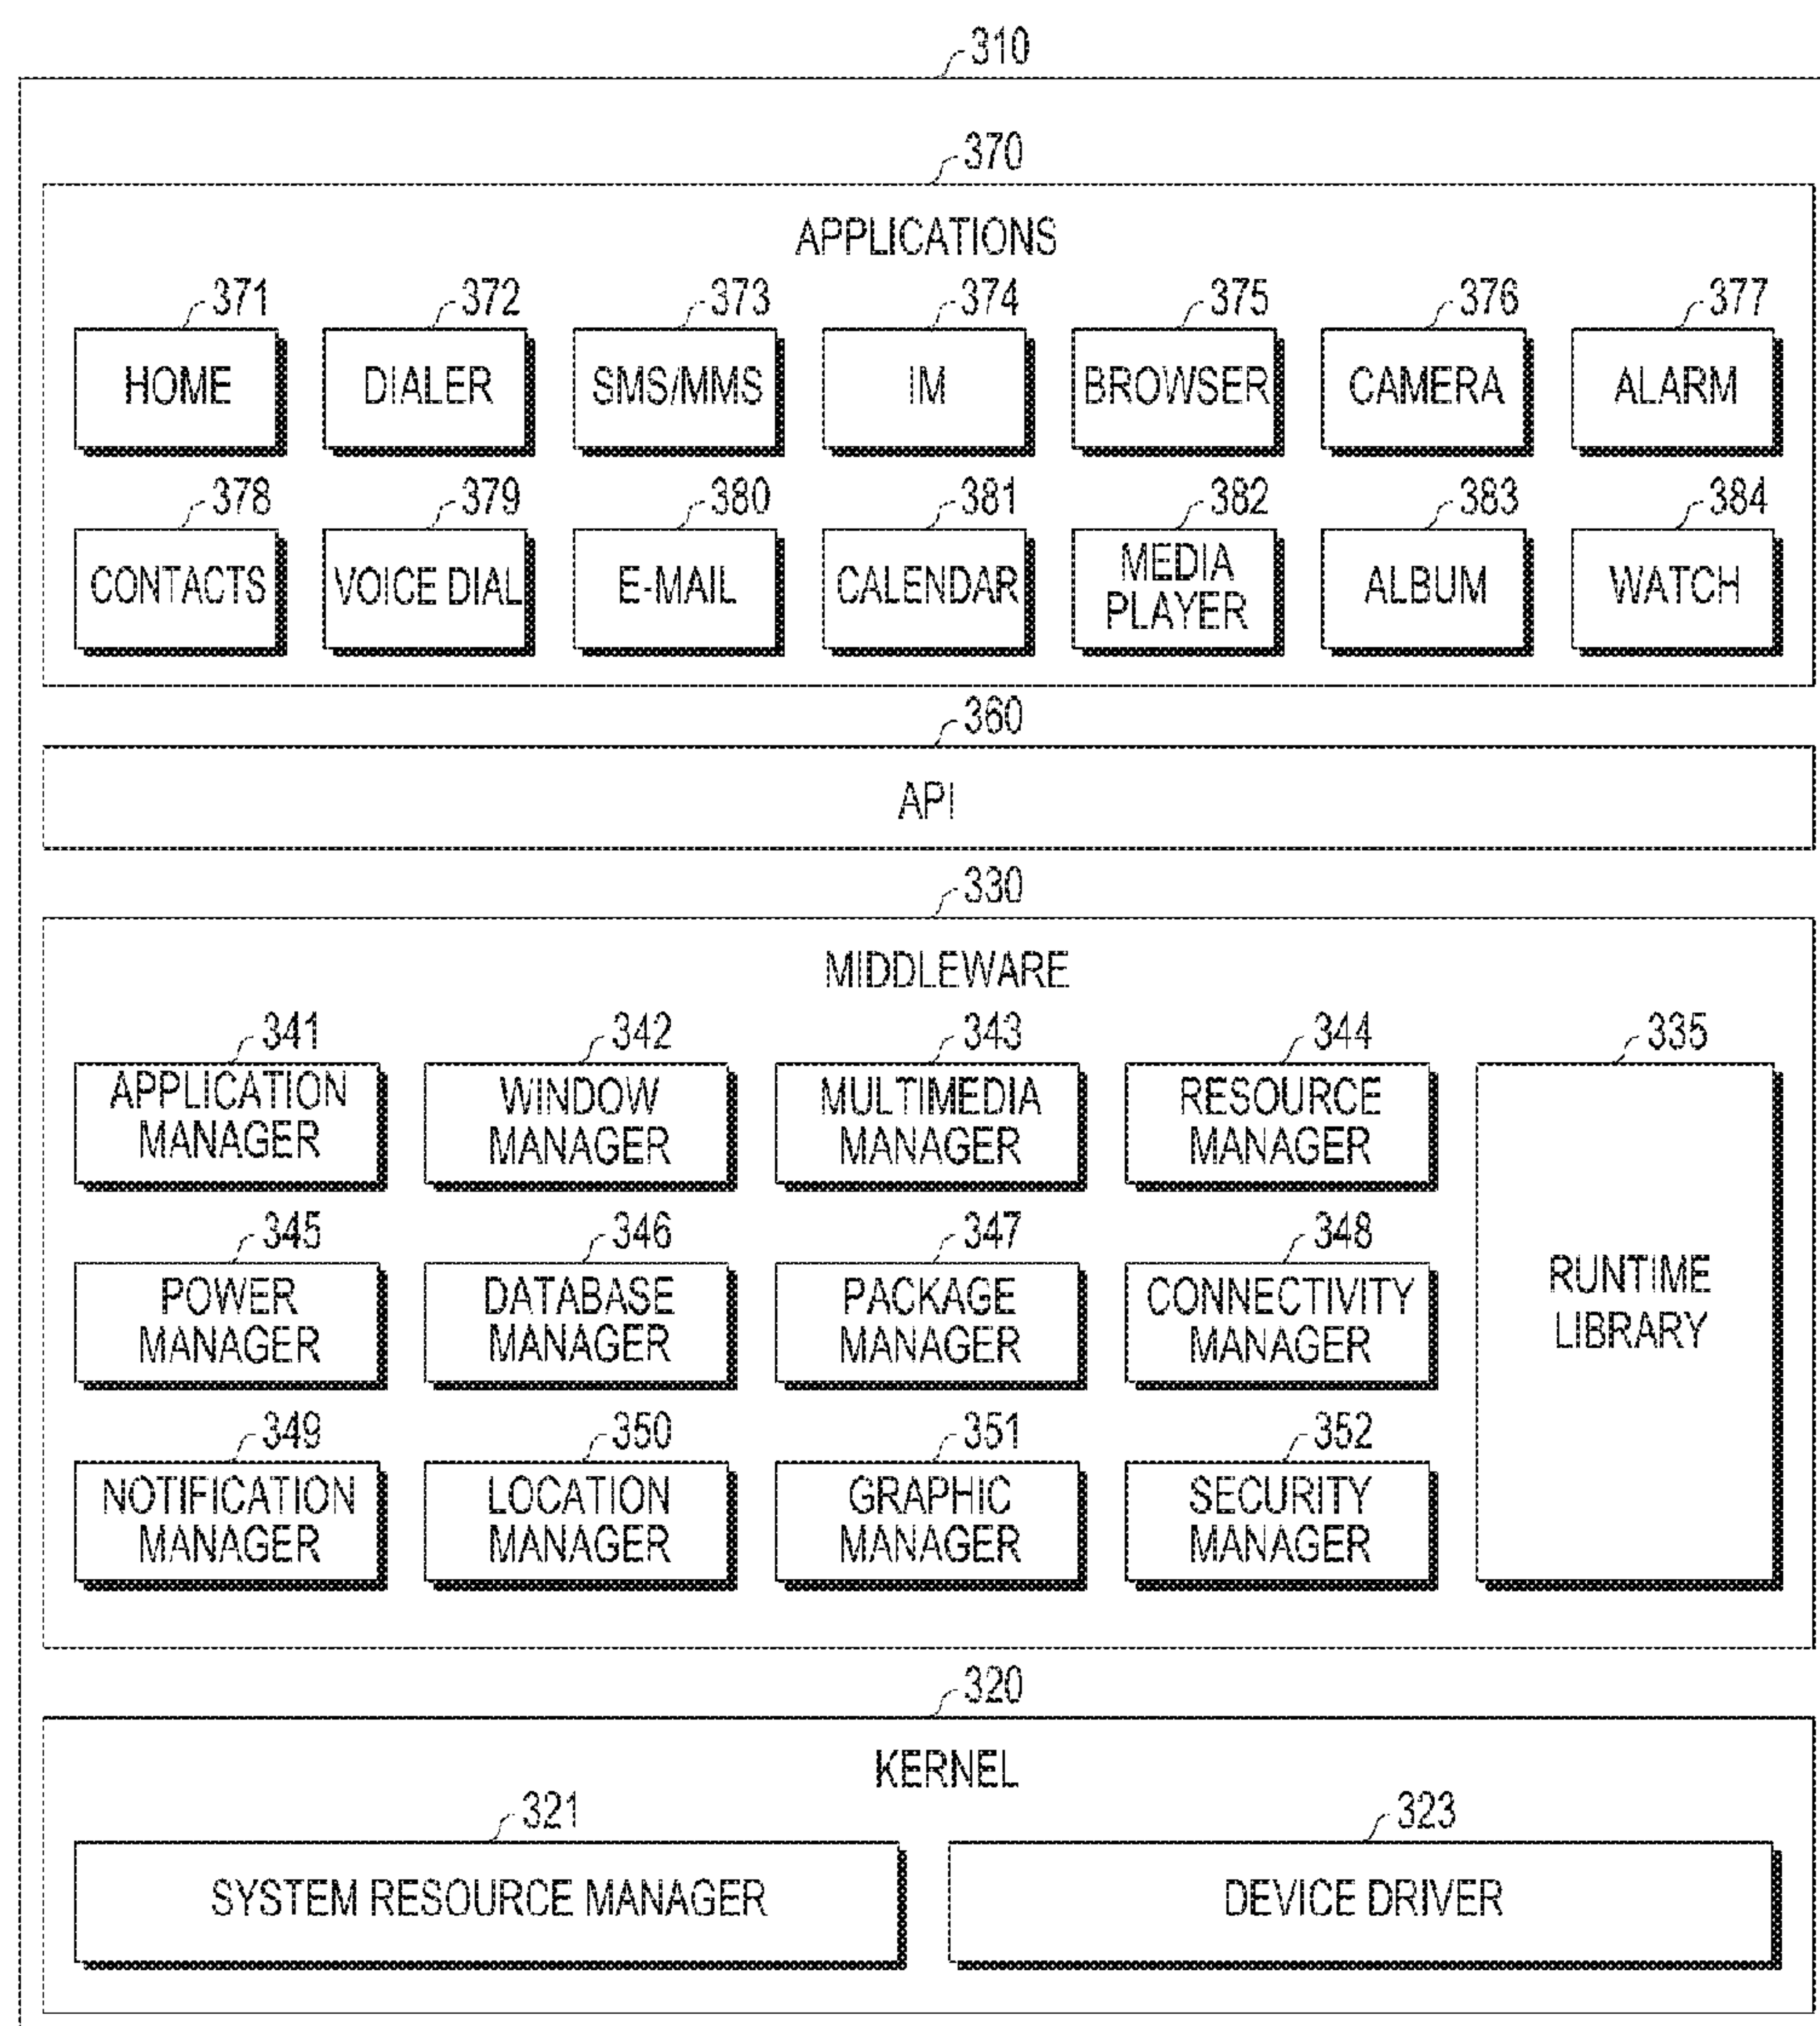 310
370
APPLICATIONS
371 372 373 374 375 376 377
HOME DIALER SMS/MMS IM BROWSER CAMERA ALARM
378 379 380 381 382 383 384
CONTACTS VOICE DIAL E-MAIL CALENDAR MEDIA PLAYER ALBUM WATCH
360
API
330
MIDDLEWARE
341 342 343 344 335
APPLICATION MANAGER WINDOW MANAGER MULTIMEDIA MANAGER RESOURCE MANAGER
345 346 347 348
POWER MANAGER DATABASE MANAGER PACKAGE MANAGER CONNECTIVITY MANAGER RUNTIME LIBRARY
349 350 351 352
NOTIFICATION MANAGER LOCATION MANAGER GRAPHIC MANAGER SECURITY MANAGER
320
KERNEL
321 323
SYSTEM RESOURCE MANAGER DEVICE DRIVER